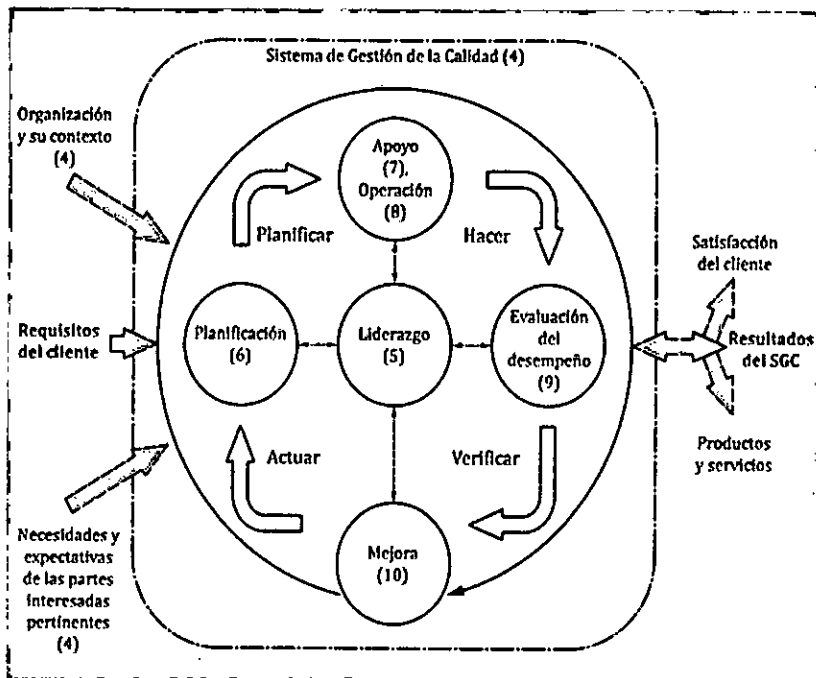 Sistema de Gestión de la Calidad (4)
Organización
y su contexto
(4)
Apoyo
(7),
Operación
(8)
Planificar
Hacer
Satisfacción
del cliente
Requisitos
del cliente
Planificación
(6)
Liderazgo
(5)
Evaluación
del
desempeño
(9)
Resultados
del SGC
Actuar
Verificar
Productos
y servicios
Necesidades y
expectativas
de las partes
interesadas
pertinentes
(4)
Mejora
(10)